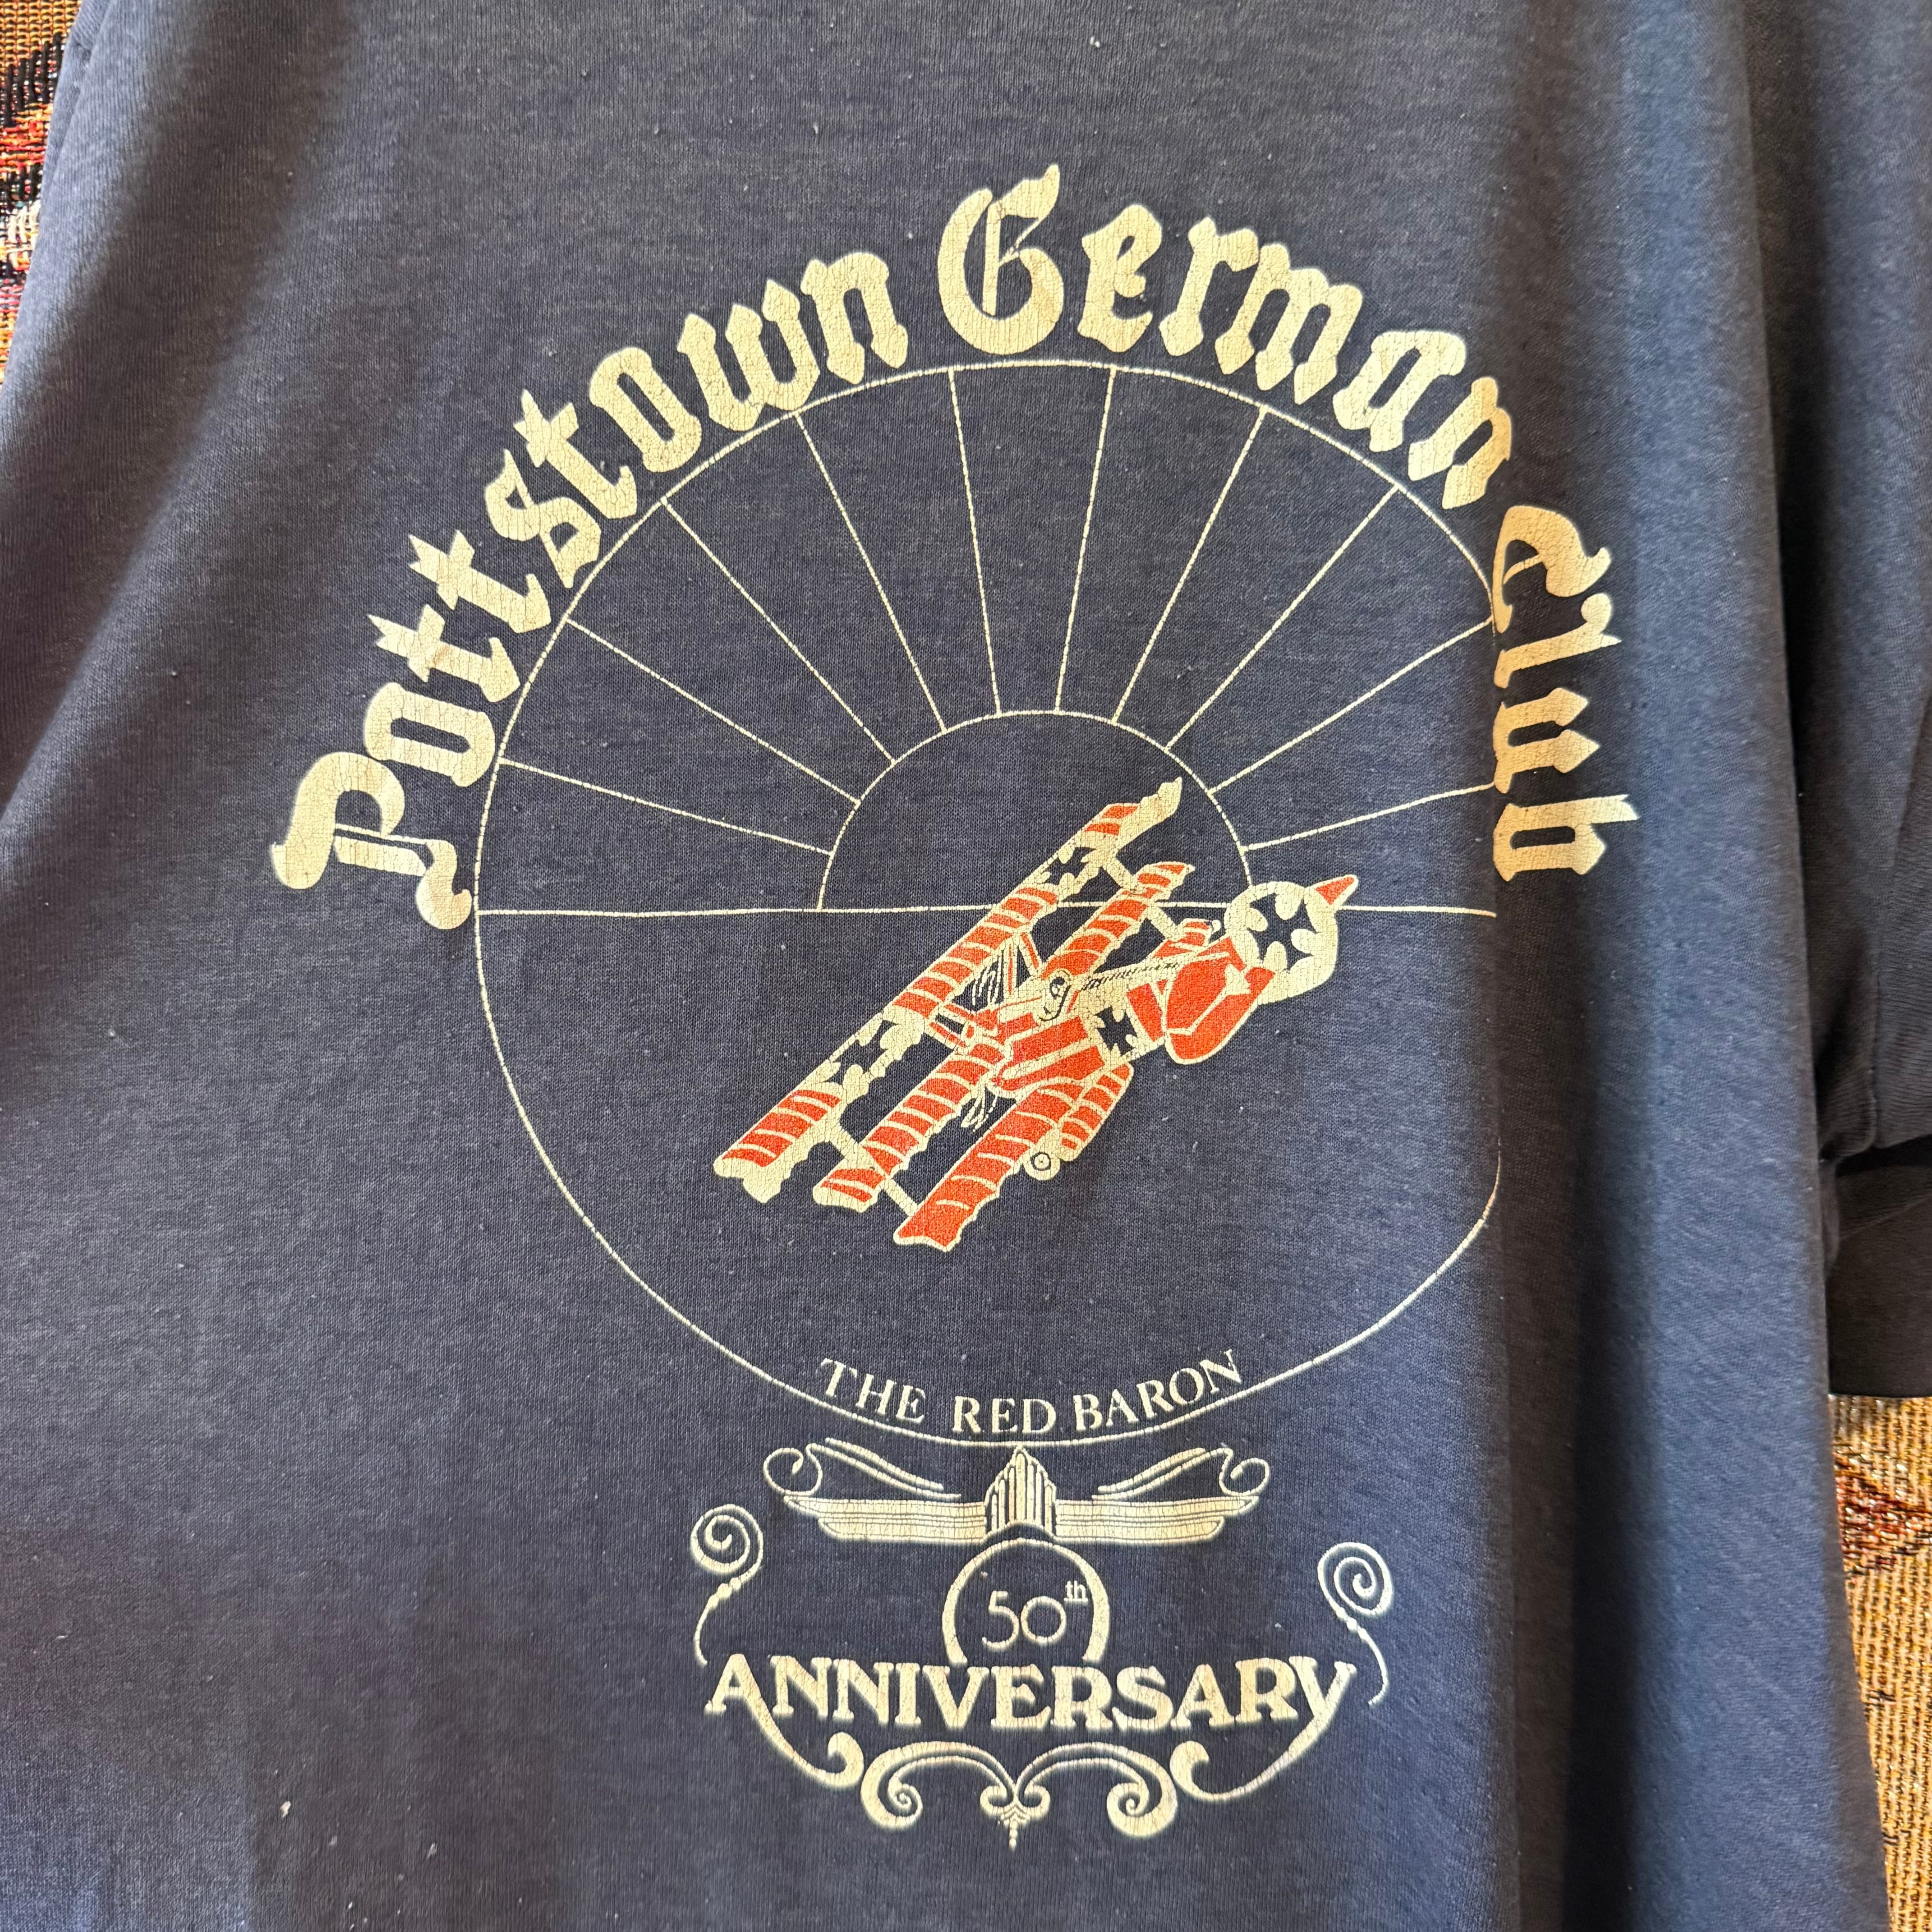 Pottstown German Club
THE RED BARON
50th
ANNIVERSARY